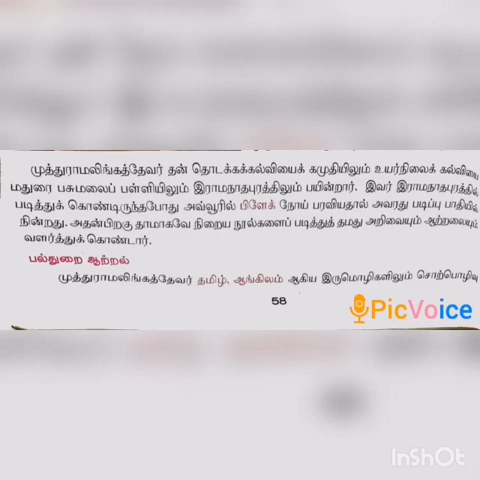 முத்துராமலிங்கத்தேவர் தன் தொடக்கக்கல்வியைக் கமுதியிலும் உயர்நிலைக் கல்வியை
மதுரை பசுமலைப் பள்ளியிலும் இராமநாதபுரத்திலும் பயின்றார். இவர் இராமநாதபுரத்தில்
படித்துக் கொண்டிருந்தபோது அவ்வூரில் பிளேக் நோய் பரவியதால் அவரது படிப்பு பாதியில்
நின்றது. அதன்பிறகு தாமாகவே நிறைய நூல்களைப் படித்துத் தமது அறிவையும் ஆற்றலையும்
வளர்த்துக் கொண்டார்.
பல்துறை ஆற்றல்
முத்துராமலிங்கத்தேவர் தமிழ், ஆங்கிலம் ஆகிய இருமொழிகளிலும் சொற்பொழிவு
58
PicVoice
InShOt